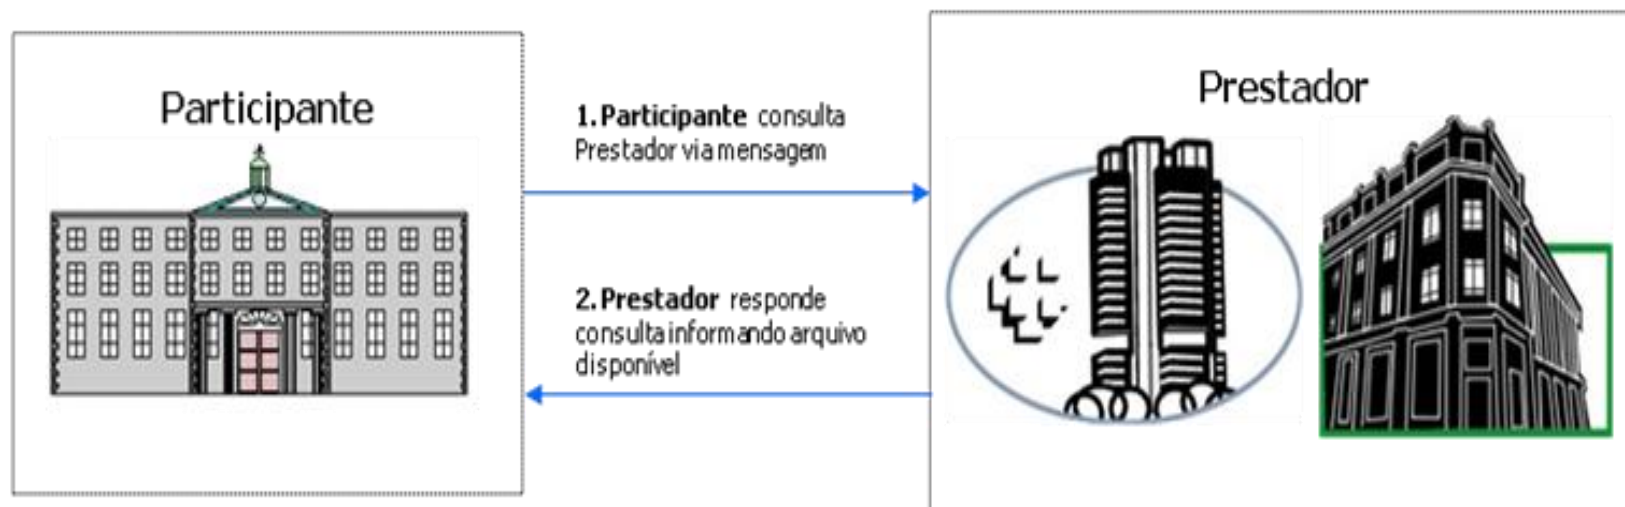 Participante
1. Participante consulta
Prestador via mensagem
2. Prestador responde
consulta informando arquivo
disponível
Prestador